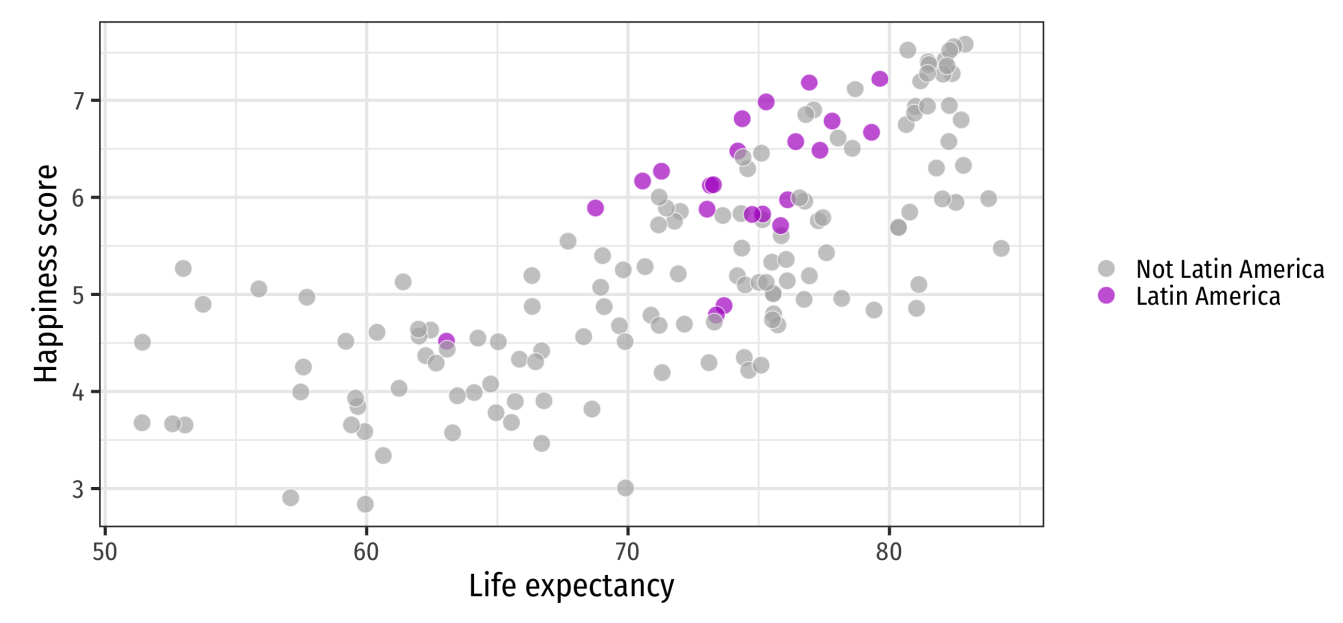 Happiness score
7
6
5
4
3
50 60 70 80
Life expectancy
Not Latin America
Latin America